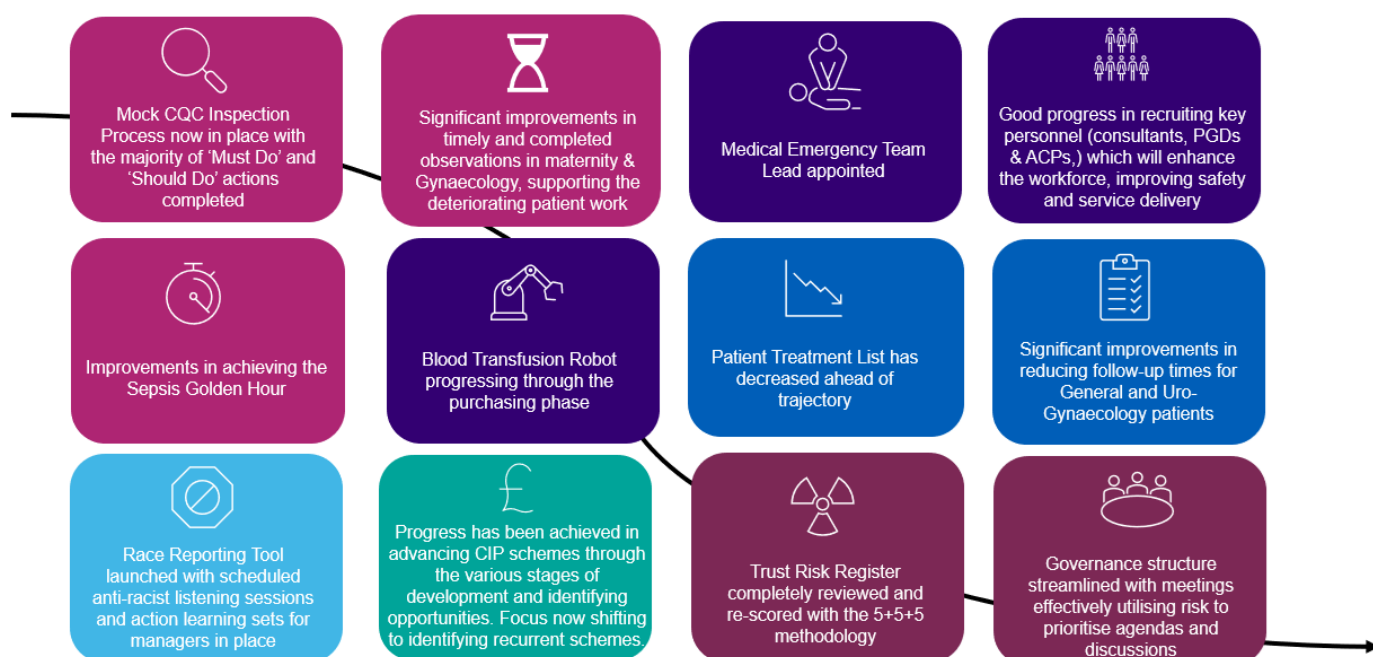 Mock CQC Inspection
Process now in place with
the majority of ‘Must Do’ and
‘Should Do’ actions
completed
Significant improvements in
timely and completed
observations in maternity &
Gynaecology, supporting the
deteriorating patient work
Medical Emergency Team
Lead appointed
Good progress in recruiting key
personnel (consultants, PGDs
& ACPs,) which will enhance
the workforce, improving safety
and service delivery
Improvements in achieving the
Sepsis Golden Hour
Blood Transfusion Robot
progressing through the
purchasing phase
Patient Treatment List has
decreased ahead of
trajectory
Significant improvements in
reducing follow-up times for
General and Uro-
Gynaecology patients
Race Reporting Tool
launched with scheduled
anti-racist listening sessions
and action learning sets for
managers in place
£
Progress has been achieved in
advancing CIP schemes through
the various stages of
development and identifying
opportunities. Focus now shifting
to identifying recurrent schemes.
Trust Risk Register
completely reviewed and
re-scored with the 5+5+5
methodology
Governance structure
streamlined with meetings
effectively utilising risk to
prioritise agendas and
discussions